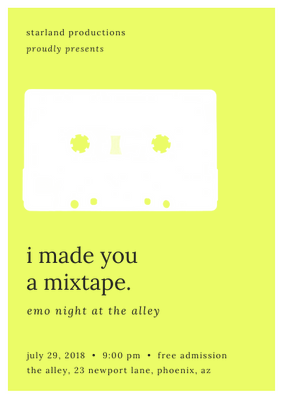 starland productions
proudly presents
i made you
a mixtape.
emo night at the alley
july 29, 2018 • 9:00 pm • free admission
the alley, 23 newport lane, phoenix, az